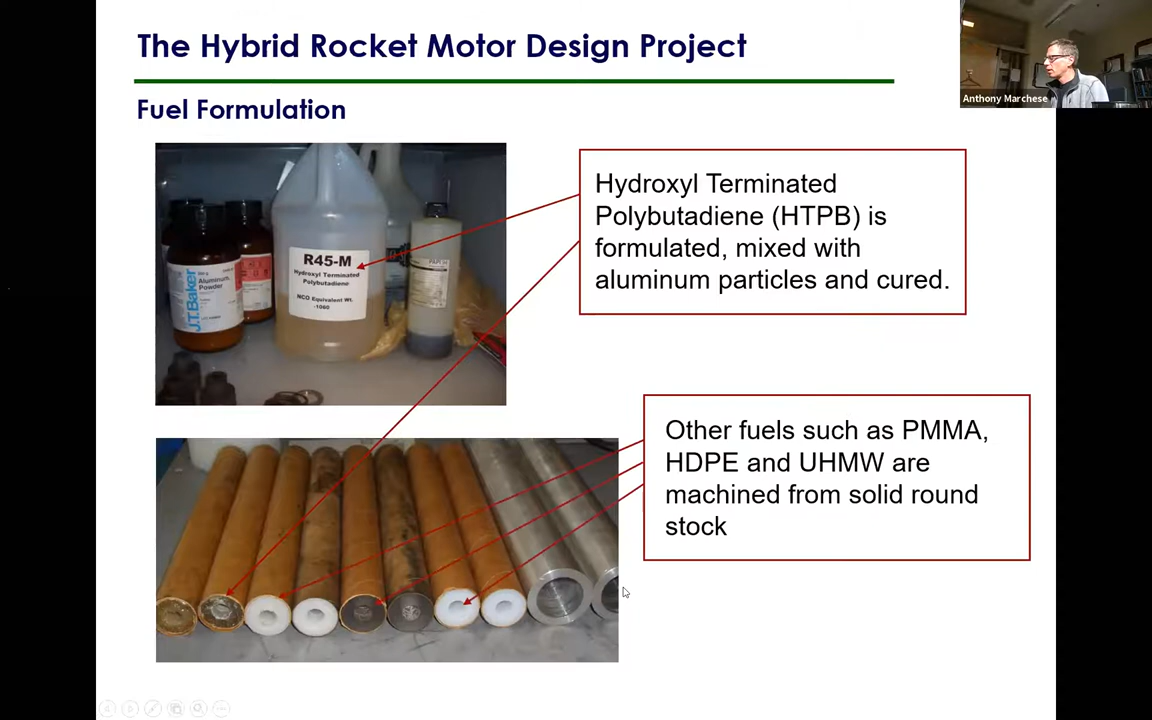 The Hybrid Rocket Motor Design Project
Anthony Marchese
Fuel Formulation
Hydroxyl Terminated
Polybutadiene (HTPB) is
formulated, mixed with
aluminum particles and cured.
R45-M
Hydroxyl Terminated
Polybutadiene
NCO Equivalent Wt.
~1080
J.T.Baker
Aluminum
Powder
Other fuels such as PMMA,
HDPE and UHMW are
machined from solid round
stock